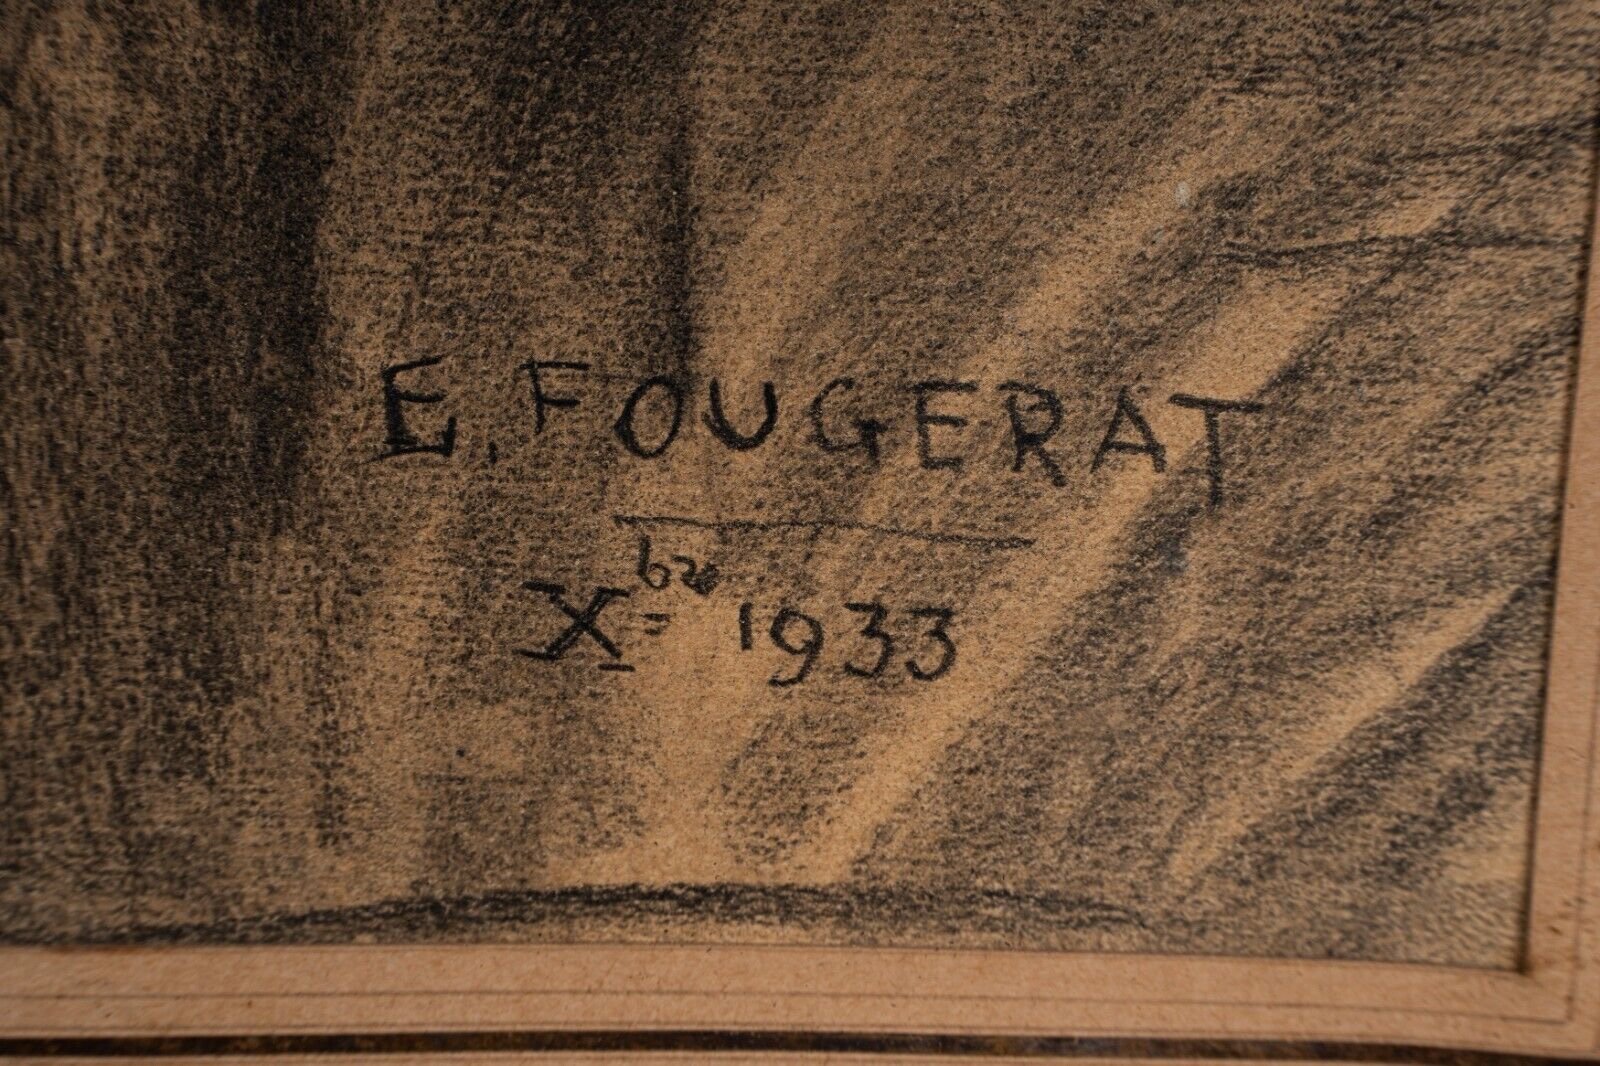 E. FOUGERAT
Xbre 1933